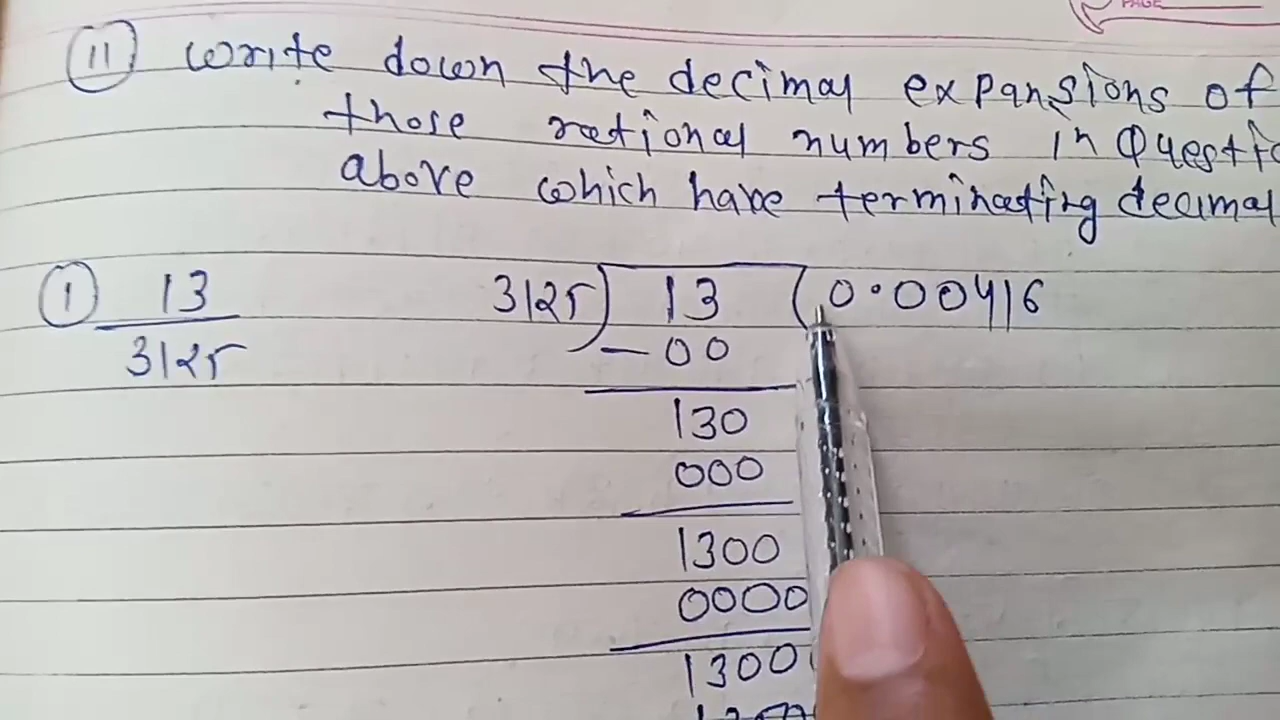 PAGE
11 Write down the decimal expansions of
those rational numbers in Questio
above which have terminating decimal
1 13/3125 3125) 13 (0.00416
-00
130
000
1300
0000
1300